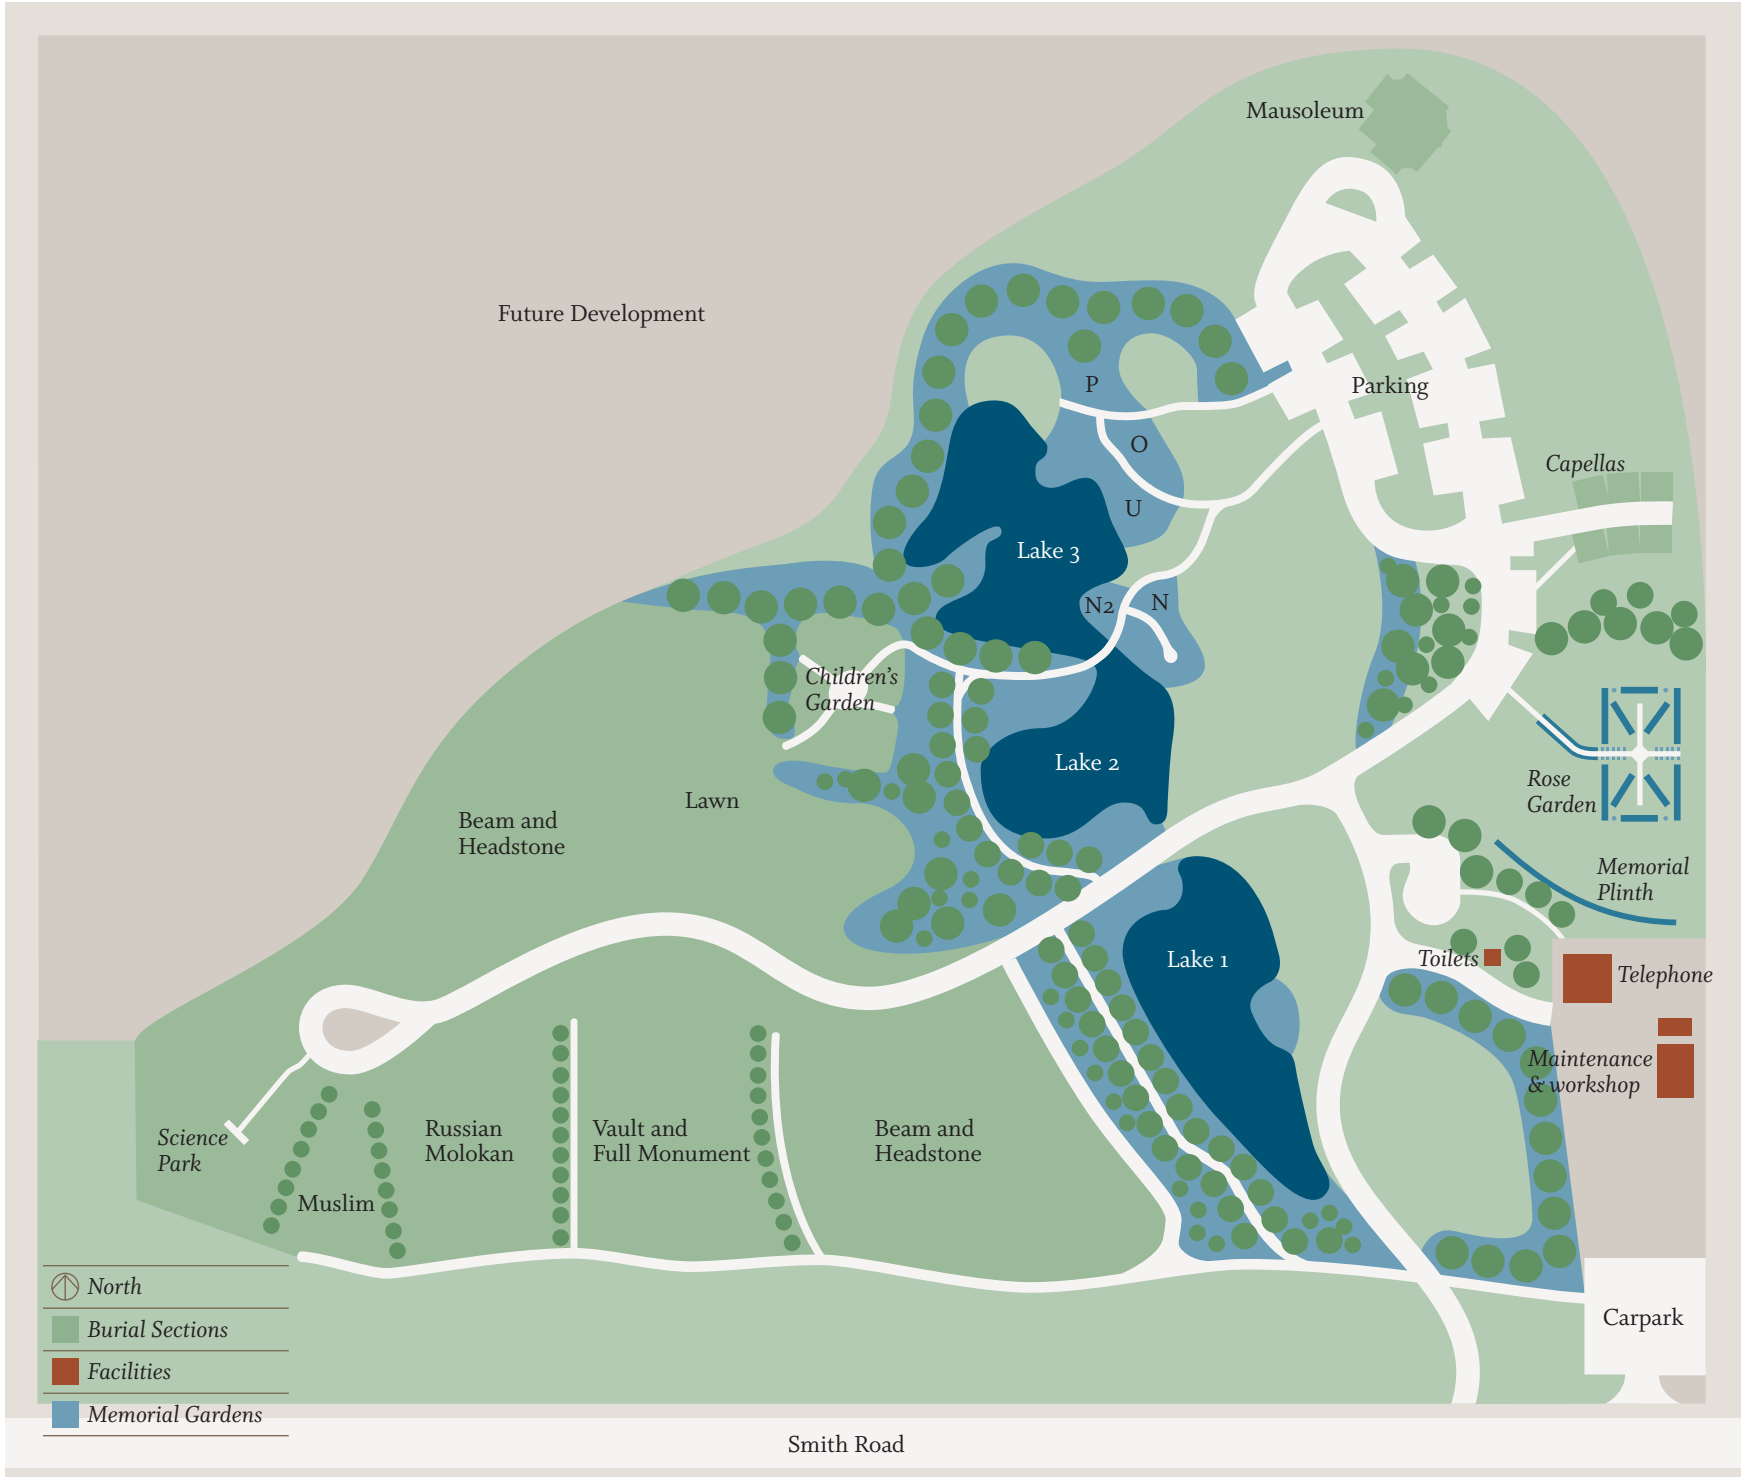 Mausoleum
Future Development
P
Parking
O
Capellas
U
Lake 3
N2
N
Children's
Garden
Lake 2
Rose
Garden
Lawn
Beam and
Headstone
Memorial
Plinth
Lake 1
Toilets
Telephone
Maintenance
& workshop
Science
Park
Russian
Molokan
Vault and
Full Monument
Beam and
Headstone
Muslim
North
Burial Sections
Facilities
Memorial Gardens
Carpark
Smith Road